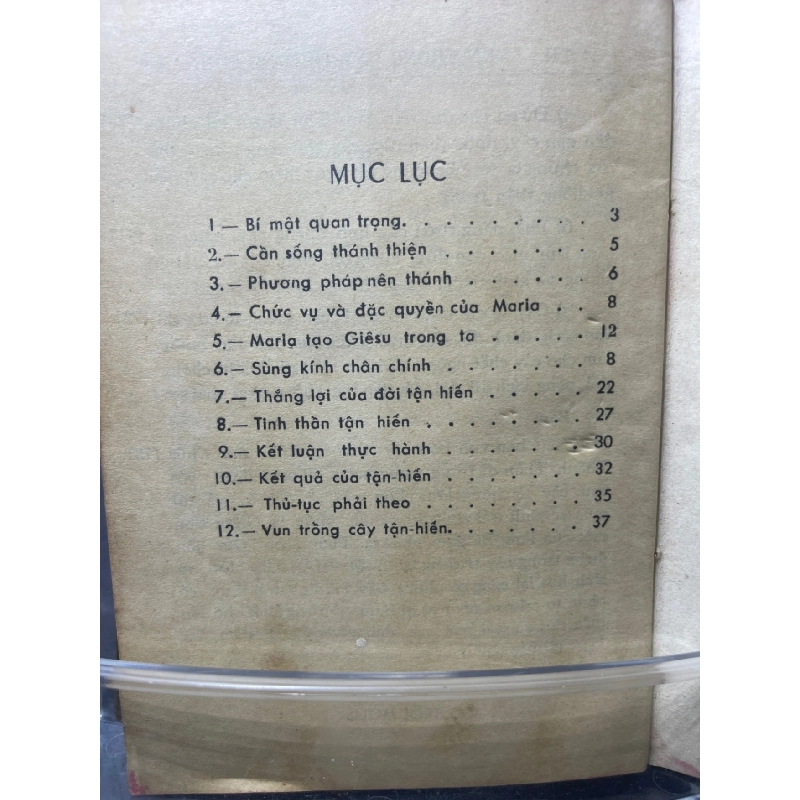 MỤC LỤC
1 — Bí mật quan trọng. . . . . . . . . 3
2.— Cần sống thánh thiện . . . . . . . 5
3.— Phương pháp nên thánh . . . . . . 6
4.— Chức vụ và đặc quyền của Maria . . 8
5.— Maria tạo Giêsu trong ta . . . . . 12
6.— Sùng kính chân chính . . . . . . . 8
7.— Thắng lợi của đời tận hiến . . . . . 22
8.— Tinh thần tận hiến . . . . . . . . 27
9.— Kết luận thực hành . . . . . . . 30
10.— Kết quả của tận-hiến . . . . . . . 32
11.— Thủ-tục phải theo . . . . . . . . 35
12.— Vun trồng cây tận-hiến. . . . . . . 37